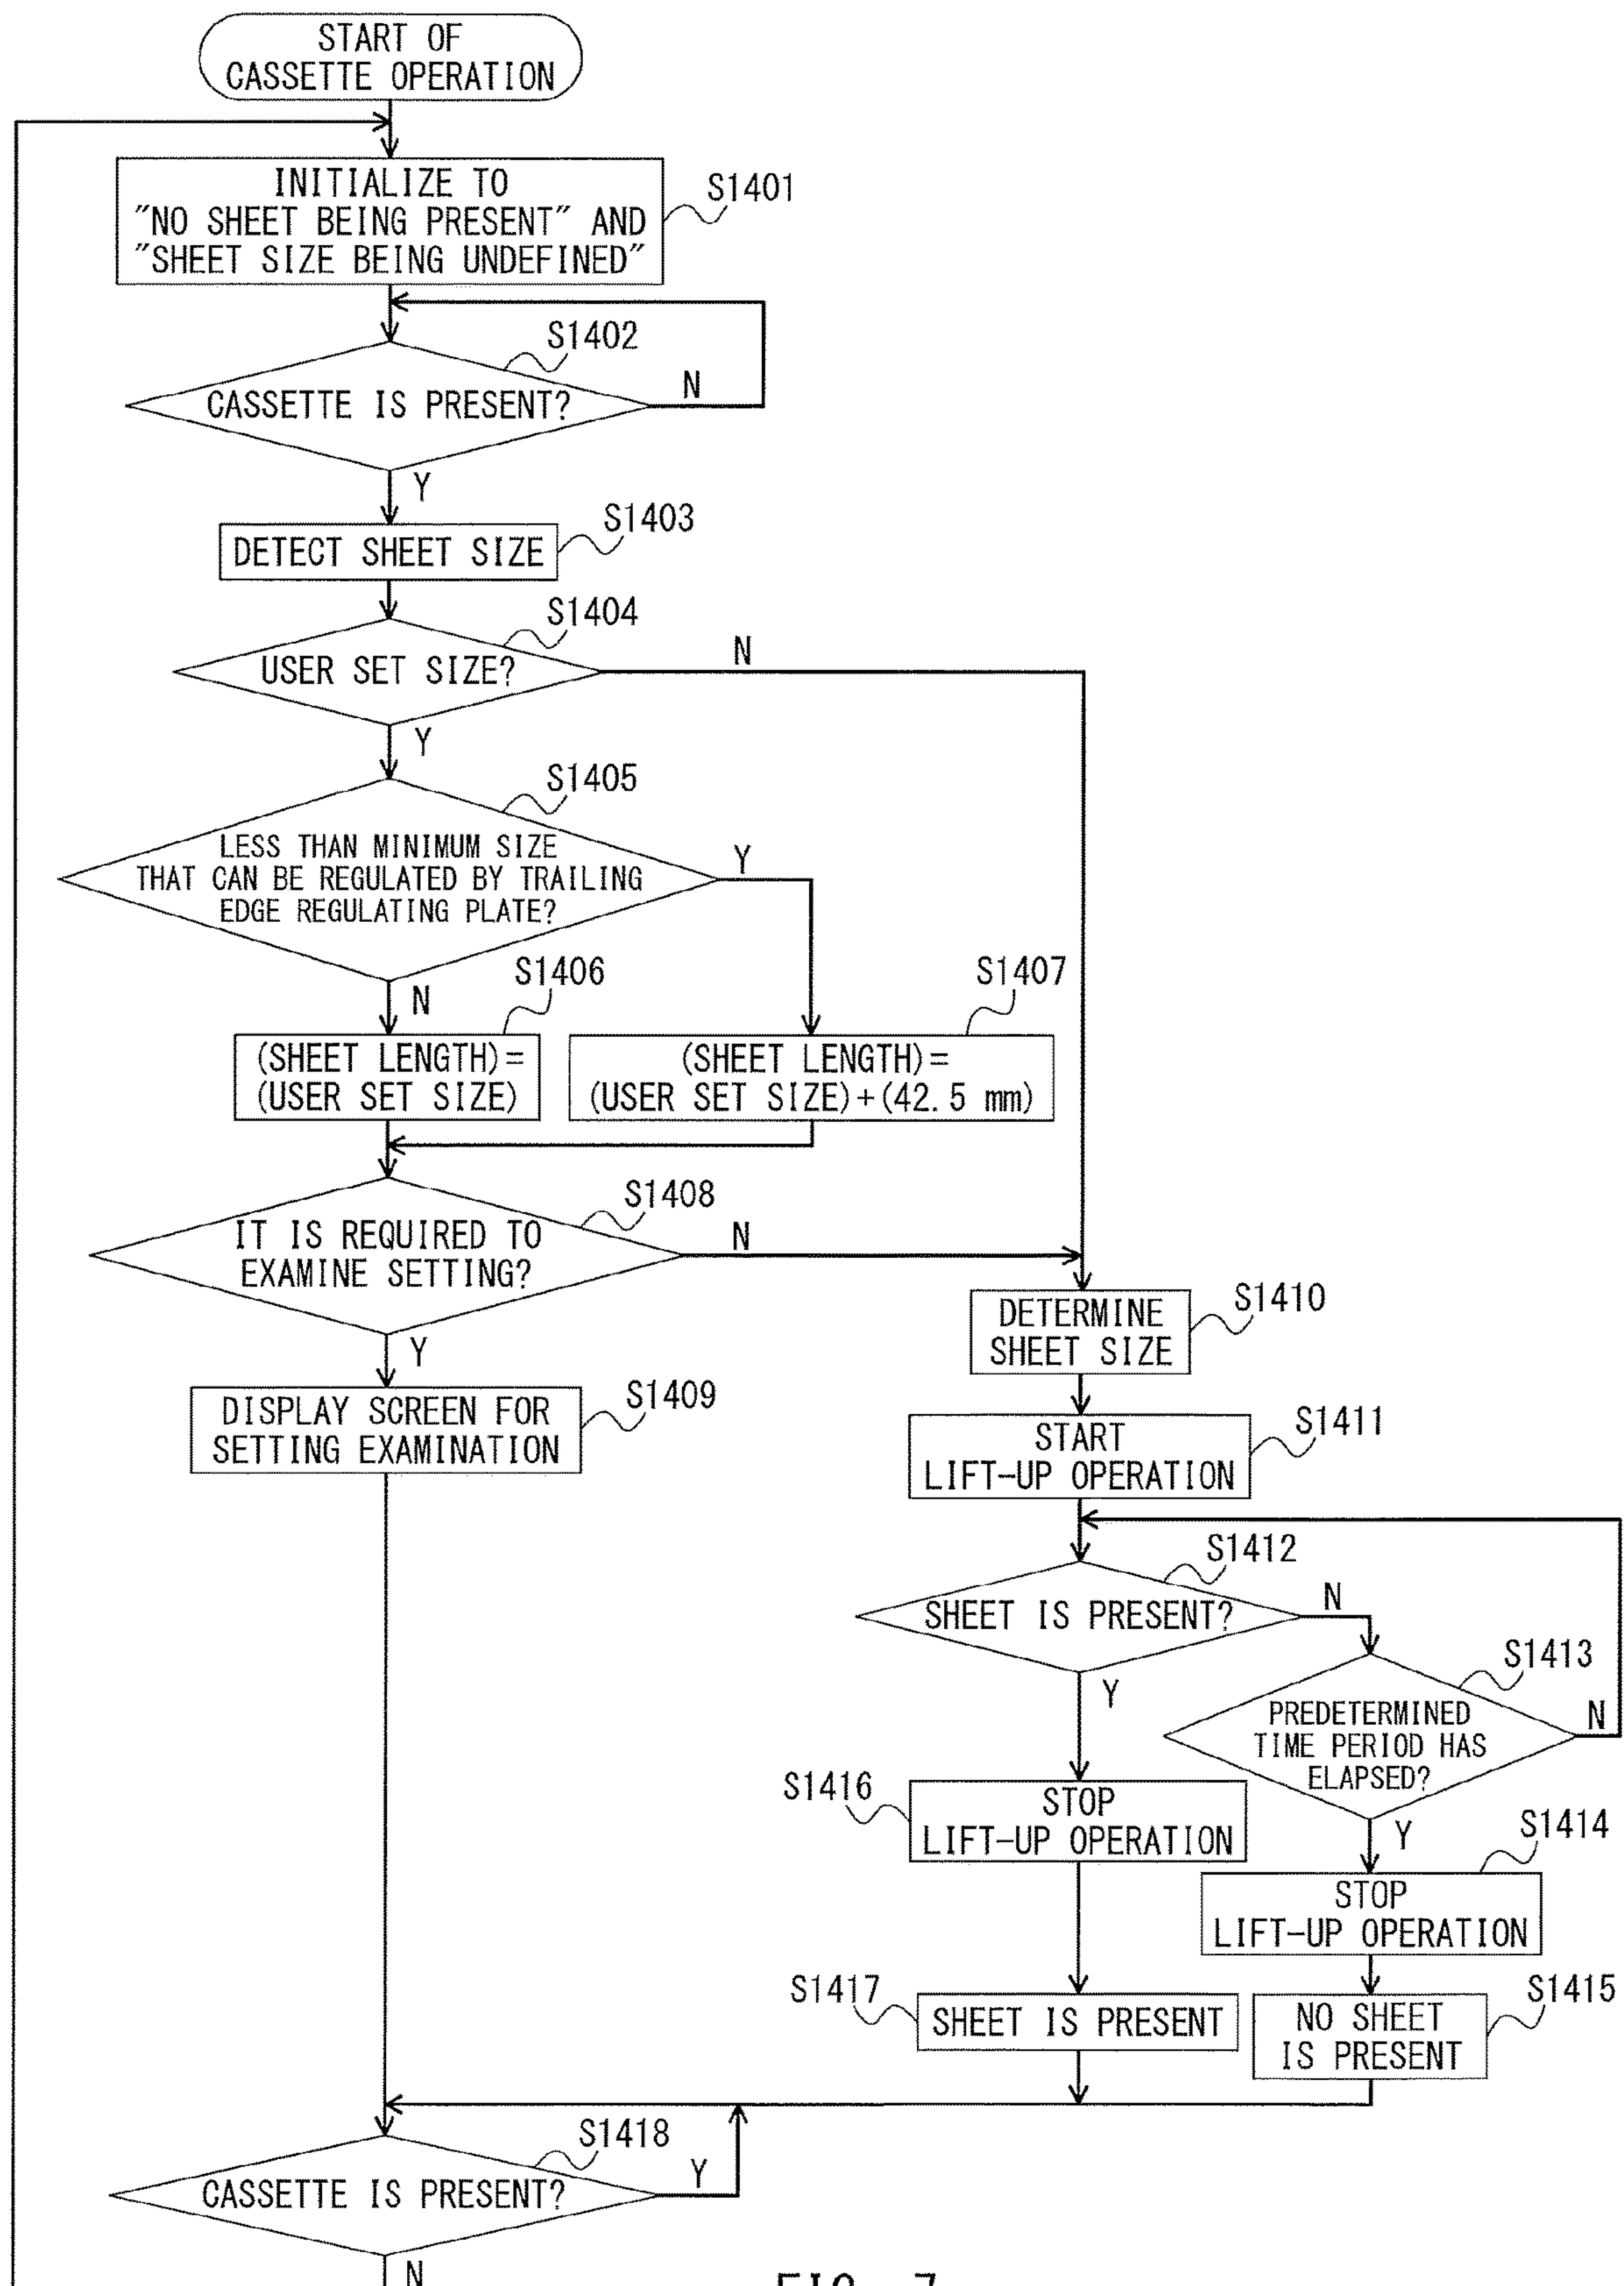 START OF
CASSETTE OPERATION
INITIALIZE TO
"NO SHEET BEING PRESENT" AND
"SHEET SIZE BEING UNDEFINED"
S1401
S1402
CASSETTE IS PRESENT?
N
Y
S1403
DETECT SHEET SIZE
S1404
USER SET SIZE?
N
Y
S1405
LESS THAN MINIMUM SIZE
THAT CAN BE REGULATED BY TRAILING
EDGE REGULATING PLATE?
Y
N
S1406
(SHEET LENGTH)=
(USER SET SIZE)
S1407
(SHEET LENGTH)=
(USER SET SIZE)+(42.5 mm)
S1408
IT IS REQUIRED TO
EXAMINE SETTING?
N
Y
S1409
DISPLAY SCREEN FOR
SETTING EXAMINATION
S1410
DETERMINE
SHEET SIZE
S1411
START
LIFT-UP OPERATION
S1412
SHEET IS PRESENT?
N
Y
S1413
PREDETERMINED
TIME PERIOD HAS
ELAPSED?
N
Y
S1416
STOP
LIFT-UP OPERATION
S1414
STOP
LIFT-UP OPERATION
S1417
SHEET IS PRESENT
S1415
NO SHEET
IS PRESENT
S1418
CASSETTE IS PRESENT?
Y
N
FIG. 7